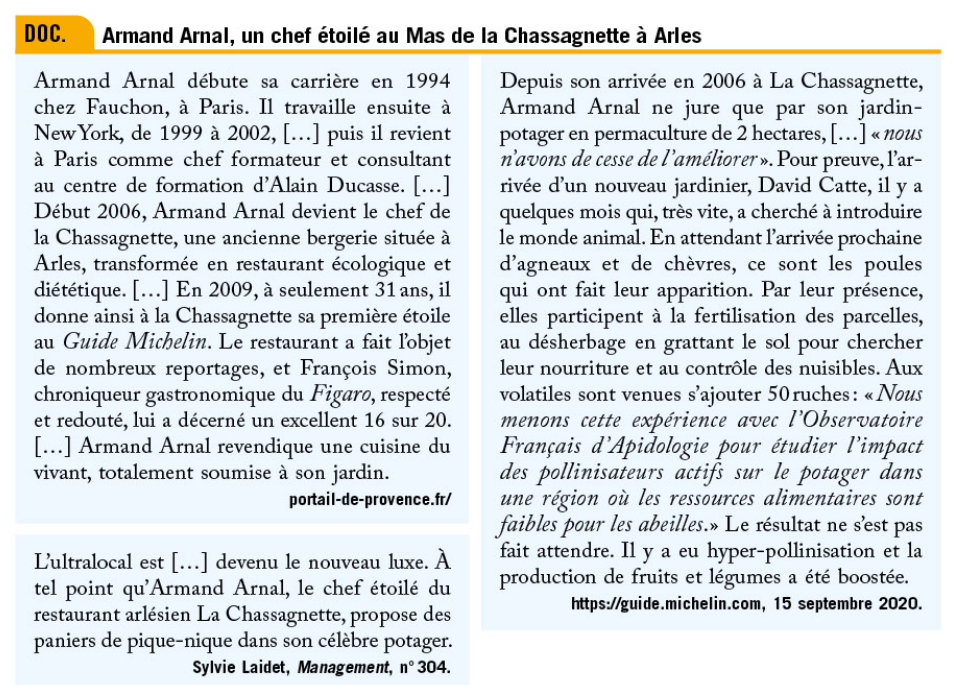 DOC. Armand Arnal, un chef étoilé au Mas de la Chassagnette à Arles
Armand Arnal débute sa carrière en 1994
chez Fauchon, à Paris. Il travaille ensuite à
New York, de 1999 à 2002, […] puis il revient
à Paris comme chef formateur et consultant
au centre de formation d’Alain Ducasse. […]
Début 2006, Armand Arnal devient le chef de
la Chassagnette, une ancienne bergerie située à
Arles, transformée en restaurant écologique et
diététique. […] En 2009, à seulement 31 ans, il
donne ainsi à la Chassagnette sa première étoile
au Guide Michelin. Le restaurant a fait l’objet
de nombreux reportages, et François Simon,
chroniqueur gastronomique du Figaro, respecté
et redouté, lui a décerné un excellent 16 sur 20.
[…] Armand Arnal revendique une cuisine du
vivant, totalement soumise à son jardin.
portail-de-provence.fr/
L’ultralocal est […] devenu le nouveau luxe. À
tel point qu’Armand Arnal, le chef étoilé du
restaurant arlésien La Chassagnette, propose des
paniers de pique-nique dans son célèbre potager.
Sylvie Laidet, Management, n° 304.
Depuis son arrivée en 2006 à La Chassagnette,
Armand Arnal ne jure que par son jardin-
potager en permaculture de 2 hectares, […] « nous
n’avons de cesse de l’améliorer ». Pour preuve, l’ar-
rivée d’un nouveau jardinier, David Catte, il y a
quelques mois qui, très vite, a cherché à introduire
le monde animal. En attendant l’arrivée prochaine
d’agneaux et de chèvres, ce sont les poules
qui ont fait leur apparition. Par leur présence,
elles participent à la fertilisation des parcelles,
au désherbage en grattant le sol pour chercher
leur nourriture et au contrôle des nuisibles. Aux
volatiles sont venues s’ajouter 50 ruches : « Nous
menons cette expérience avec l’Observatoire
Français d’Apidologie pour étudier l’impact
des pollinisateurs actifs sur le potager dans
une région où les ressources alimentaires sont
faibles pour les abeilles.» Le résultat ne s’est pas
fait attendre. Il y a eu hyper-pollinisation et la
production de fruits et légumes a été boostée.
https://guide.michelin.com, 15 septembre 2020.